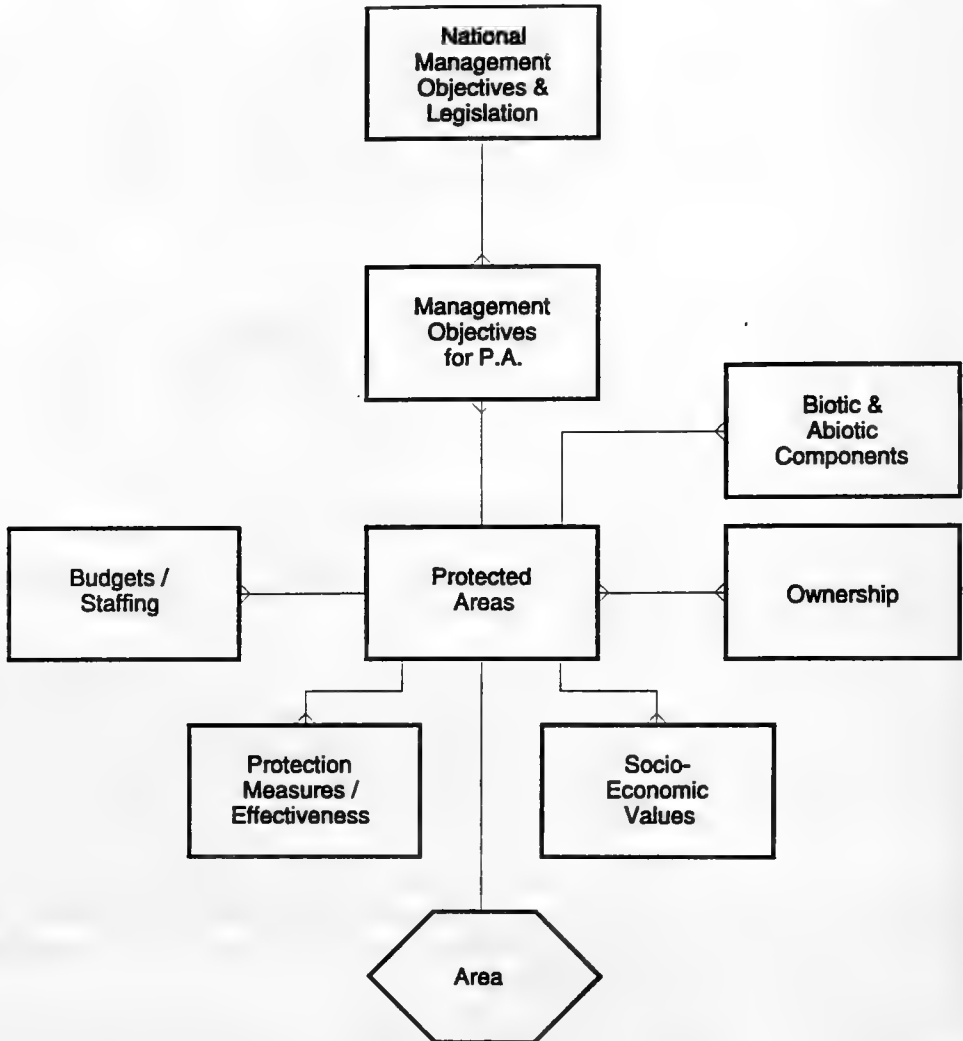 National
Management
Objectives &
Legislation
Management
Objectives
for P.A.
Biotic &
Abiotic
Components
Budgets /
Staffing
Protected
Areas
Ownership
Protection
Measures /
Effectiveness
Socio-
Economic
Values
Area